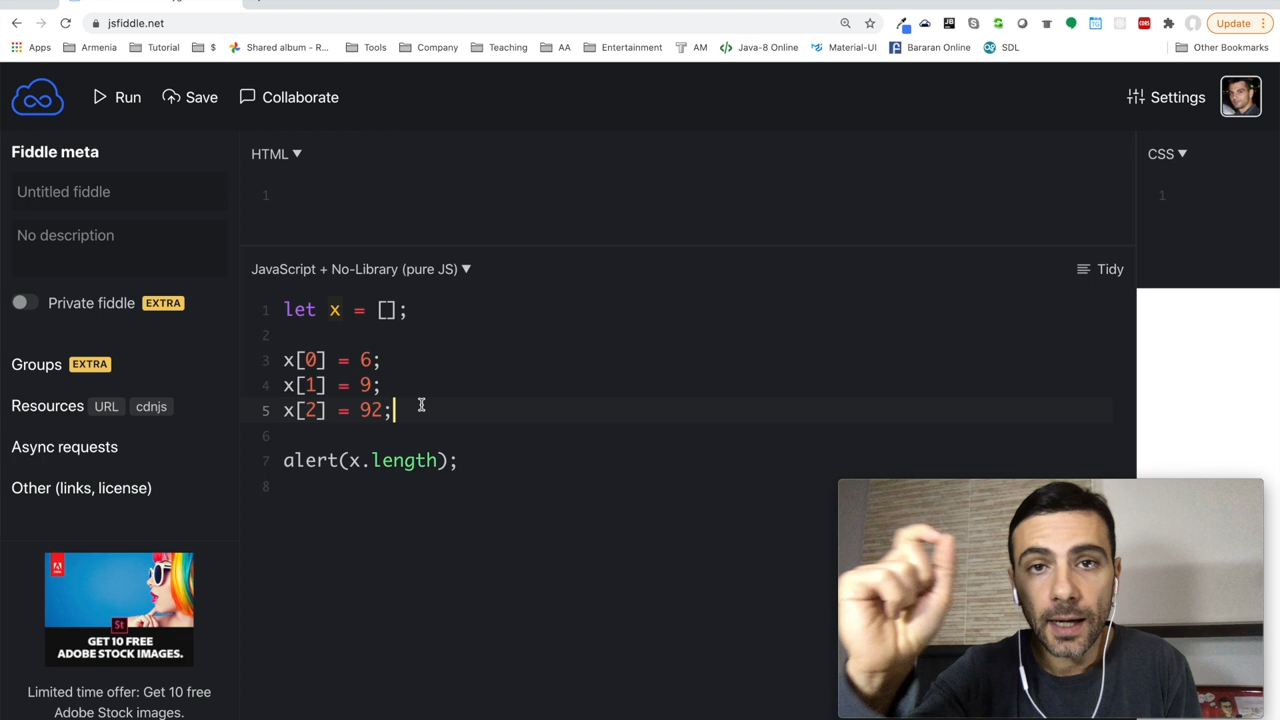 jsfiddle.net
Update
Apps
Armenia
Tutorial
$
Shared album - R...
Tools
Company
Teaching
AA
Entertainment
AM
Java-8 Online
Material-UI
Bararan Online
SDL
Other Bookmarks
Run
Save
Collaborate
Settings
Fiddle meta
Untitled fiddle
No description
Private fiddle EXTRA
Groups EXTRA
Resources URL cdnjs
Async requests
Other (links, license)
St
GET 10 FREE
ADOBE STOCK IMAGES.
Limited time offer: Get 10 free
Adobe Stock images.
HTML
1
CSS
1
JavaScript + No-Library (pure JS)
Tidy
1 let x = [];
2
3 x[0] = 6;
4 x[1] = 9;
5 x[2] = 92;
6
7 alert(x.length);
8